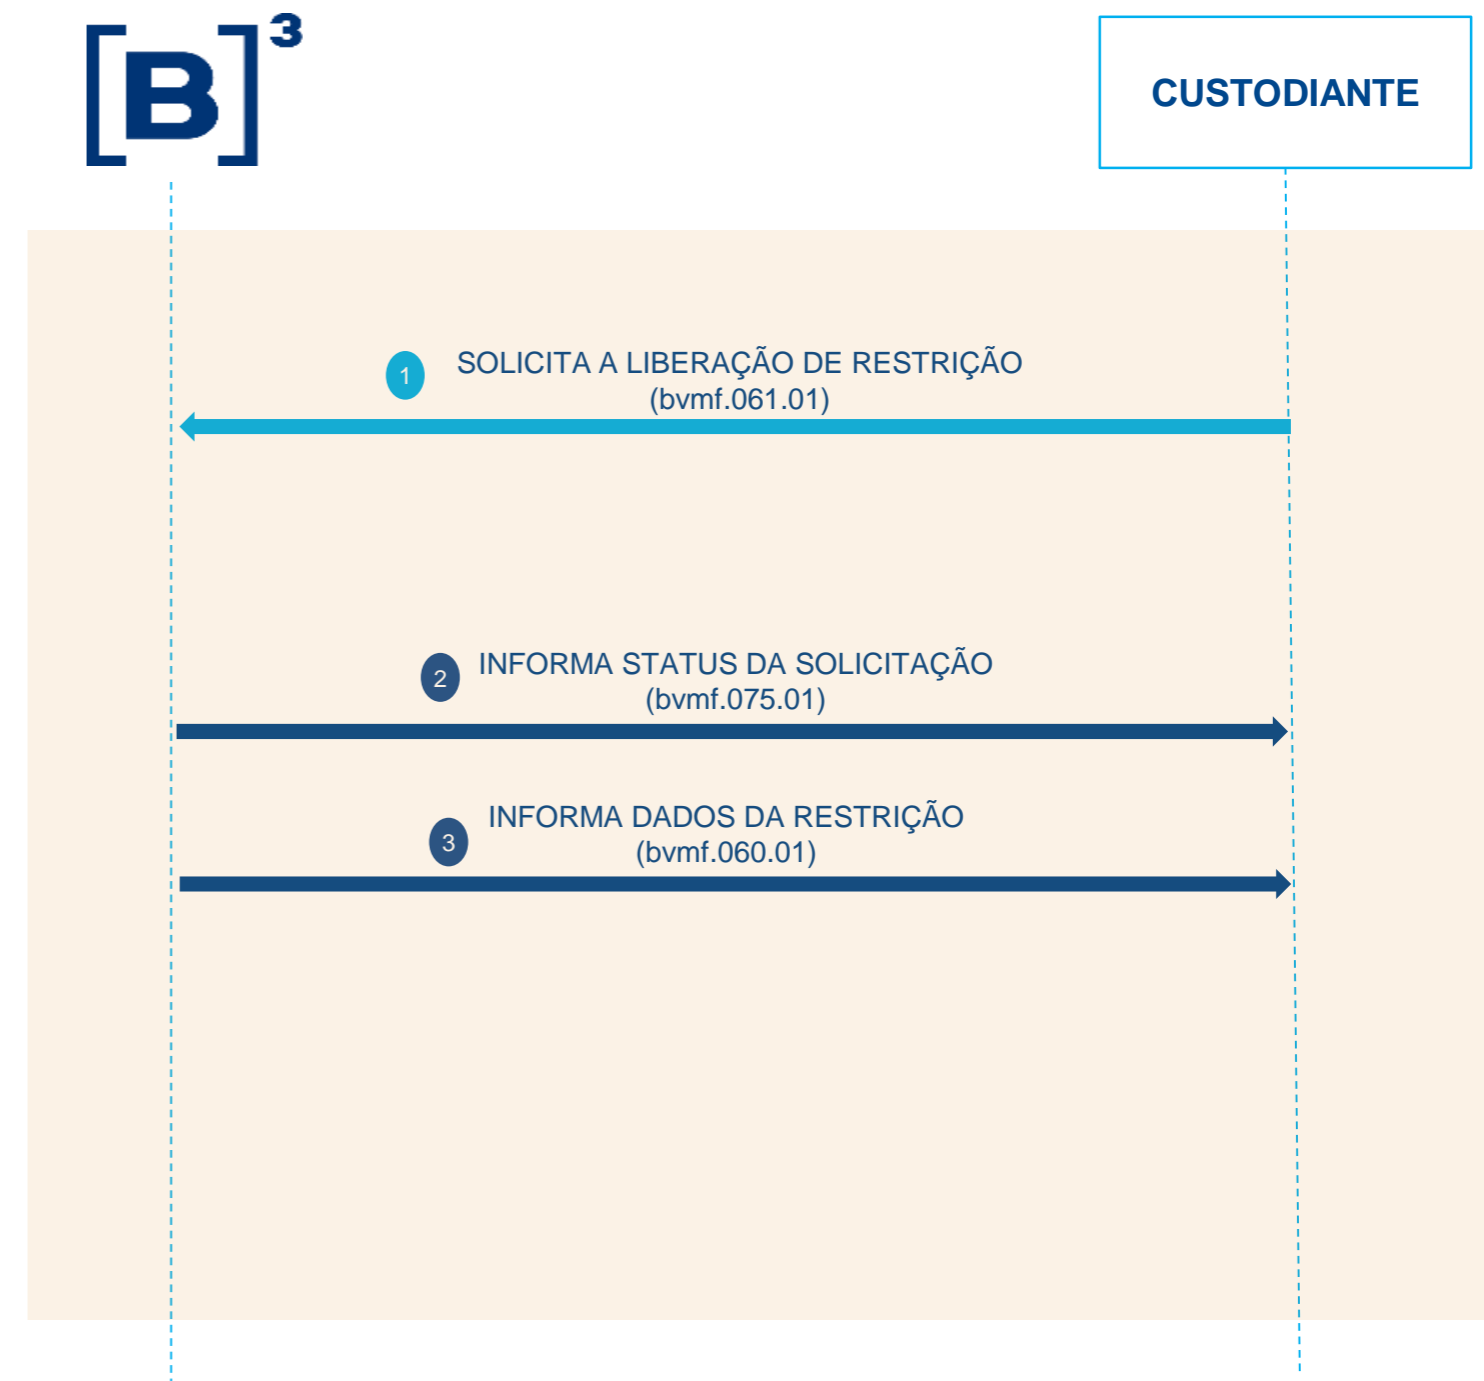 [B]³
CUSTODIANTE
1
SOLICITA A LIBERAÇÃO DE RESTRIÇÃO
(bvmf.061.01)
2
INFORMA STATUS DA SOLICITAÇÃO
(bvmf.075.01)
3
INFORMA DADOS DA RESTRIÇÃO
(bvmf.060.01)